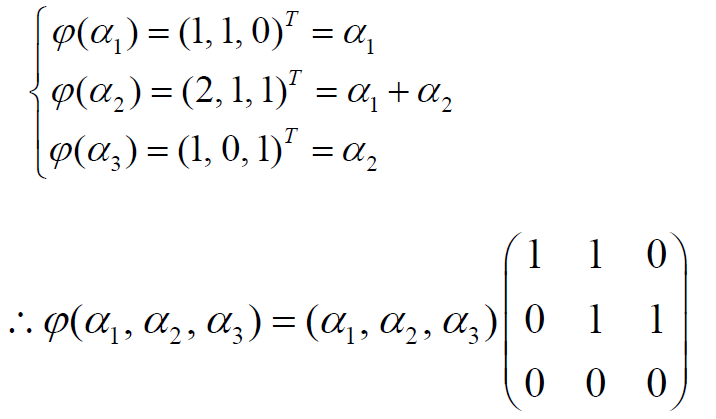 φ(α₁) = (1, 1, 0)ᵀ = α₁
φ(α₂) = (2, 1, 1)ᵀ = α₁ + α₂
φ(α₃) = (1, 0, 1)ᵀ = α₂
1 1 0
∴ φ(α₁, α₂, α₃) = (α₁, α₂, α₃) 0 1 1
0 0 0